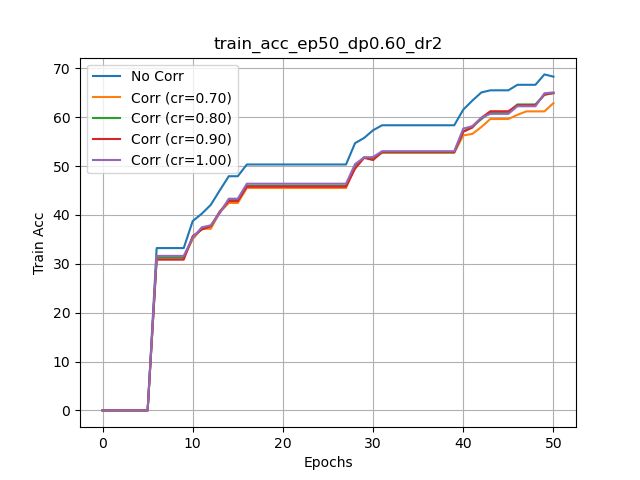 train_acc_ep50_dp0.60_dr2
No Corr
Corr (cr=0.70)
Corr (cr=0.80)
Corr (cr=0.90)
Corr (cr=1.00)
Train Acc
70
60
50
40
30
20
10
0
0 10 20 30 40 50
Epochs